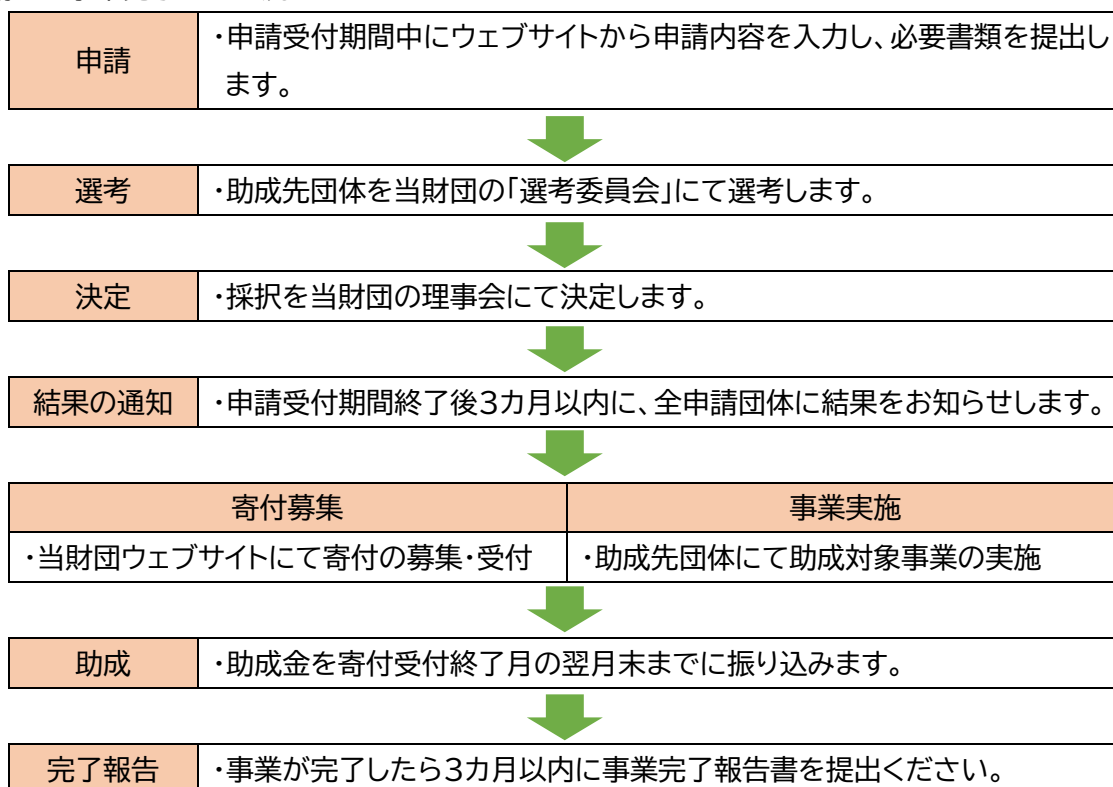 申請
・申請受付期間中にウェブサイトから申請内容を入力し、必要書類を提出し
ます。
選考
・助成先団体を当財団の「選考委員会」にて選考します。
決定
・採択を当財団の理事会にて決定します。
結果の通知
・申請受付期間終了後3カ月以内に、全申請団体に結果をお知らせします。
寄付募集
事業実施
・当財団ウェブサイトにて寄付の募集・受付
・助成先団体にて助成対象事業の実施
助成
・助成金を寄付受付終了月の翌月末までに振り込みます。
完了報告
・事業が完了したら3カ月以内に事業完了報告書を提出ください。